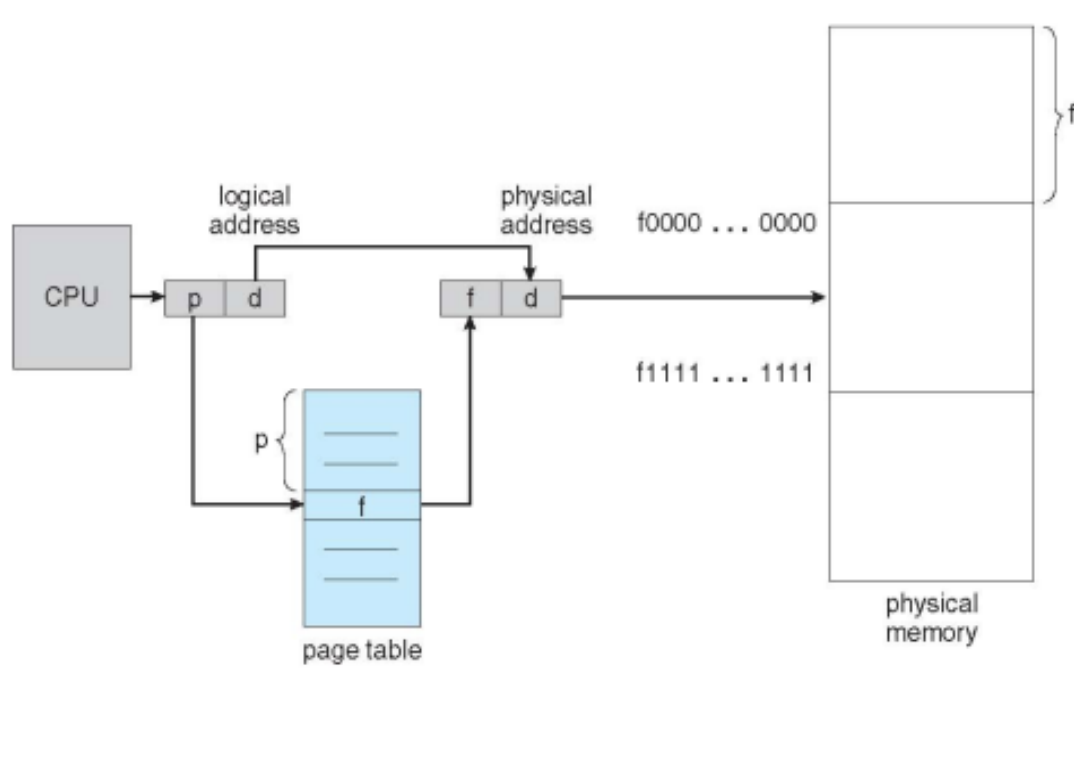 f
logical
address
physical
address
f0000 ... 0000
CPU
p d
f d
f1111 ... 1111
p
f
page table
physical
memory